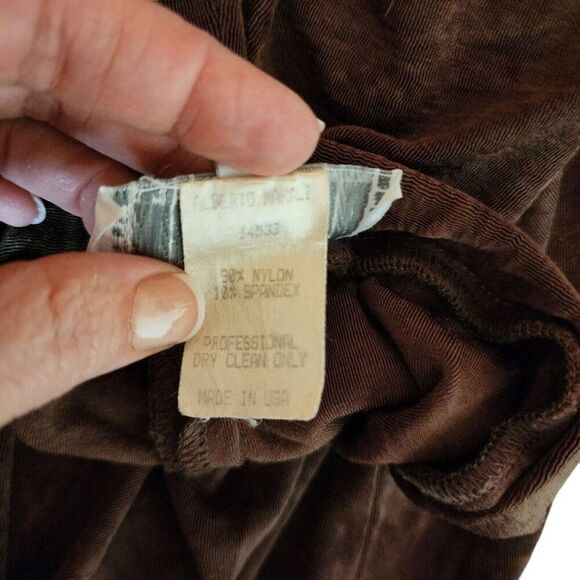 ALBERTO MAKALI
14533
90% NYLON
10% SPANDEX
PROFESSIONAL
DRY CLEAN ONLY
MADE IN USA